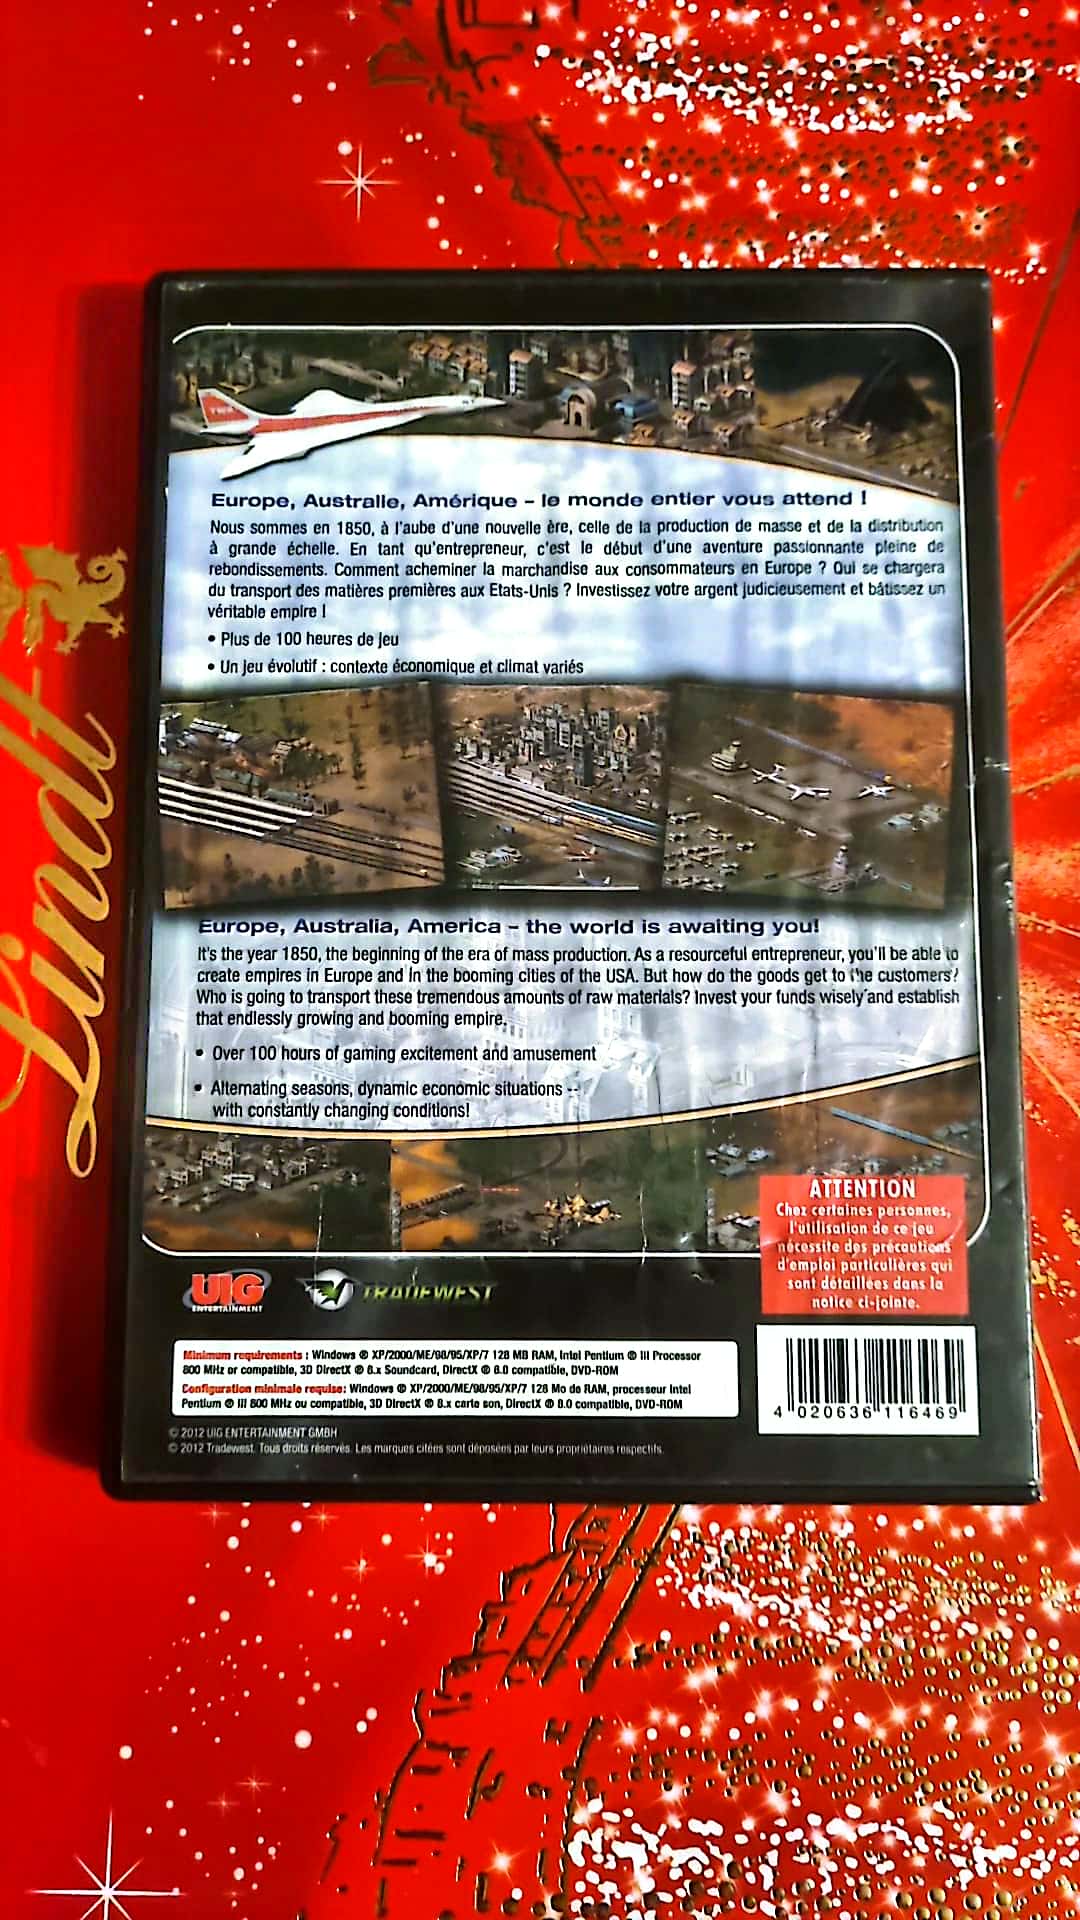 TWA
Europe, Australie, Amérique – le monde entier vous attend !
Nous sommes en 1850, à l'aube d'une nouvelle ère, celle de la production de masse et de la distribution
à grande échelle. En tant qu'entrepreneur, c'est le début d'une aventure passionnante pleine de
rebondissements. Comment acheminer la marchandise aux consommateurs en Europe ? Qui se chargera
du transport des matières premières aux Etats-Unis ? Investissez votre argent judicieusement et bâtissez un
véritable empire !
• Plus de 100 heures de jeu
• Un jeu évolutif : contexte économique et climat variés
Lindt
Europe, Australia, America – the world is awaiting you!
It's the year 1850, the beginning of the era of mass production. As a resourceful entrepreneur, you'll be able to
create empires in Europe and in the booming cities of the USA. But how do the goods get to the customers?
Who is going to transport these tremendous amounts of raw materials? Invest your funds wisely and establish
that endlessly growing and booming empire.
• Over 100 hours of gaming excitement and amusement
• Alternating seasons, dynamic economic situations --
with constantly changing conditions!
ATTENTION
Chez certaines personnes,
l'utilisation de ce jeu
nécessite des précautions
d'emploi particulières qui
sont détaillées dans la
notice ci-jointe.
UIG
ENTERTAINMENT
TRADEWEST
Minimum requirements : Windows ® XP/2000/ME/98/95/XP/7 128 MB RAM, Intel Pentium ® III Processor
800 MHz or compatible, 3D DirectX ® 8.x Soundcard, DirectX ® 8.0 compatible, DVD-ROM
Configuration minimale requise: Windows ® XP/2000/ME/98/95/XP/7 128 Mo de RAM, processeur Intel
Pentium ® III 800 MHz ou compatible, 3D DirectX ® 8.x carte son, DirectX ® 8.0 compatible, DVD-ROM
4 020636 116469
© 2012 UIG ENTERTAINMENT GMBH
© 2012 Tradewest. Tous droits réservés. Les marques citées sont déposées par leurs propriétaires respectifs.